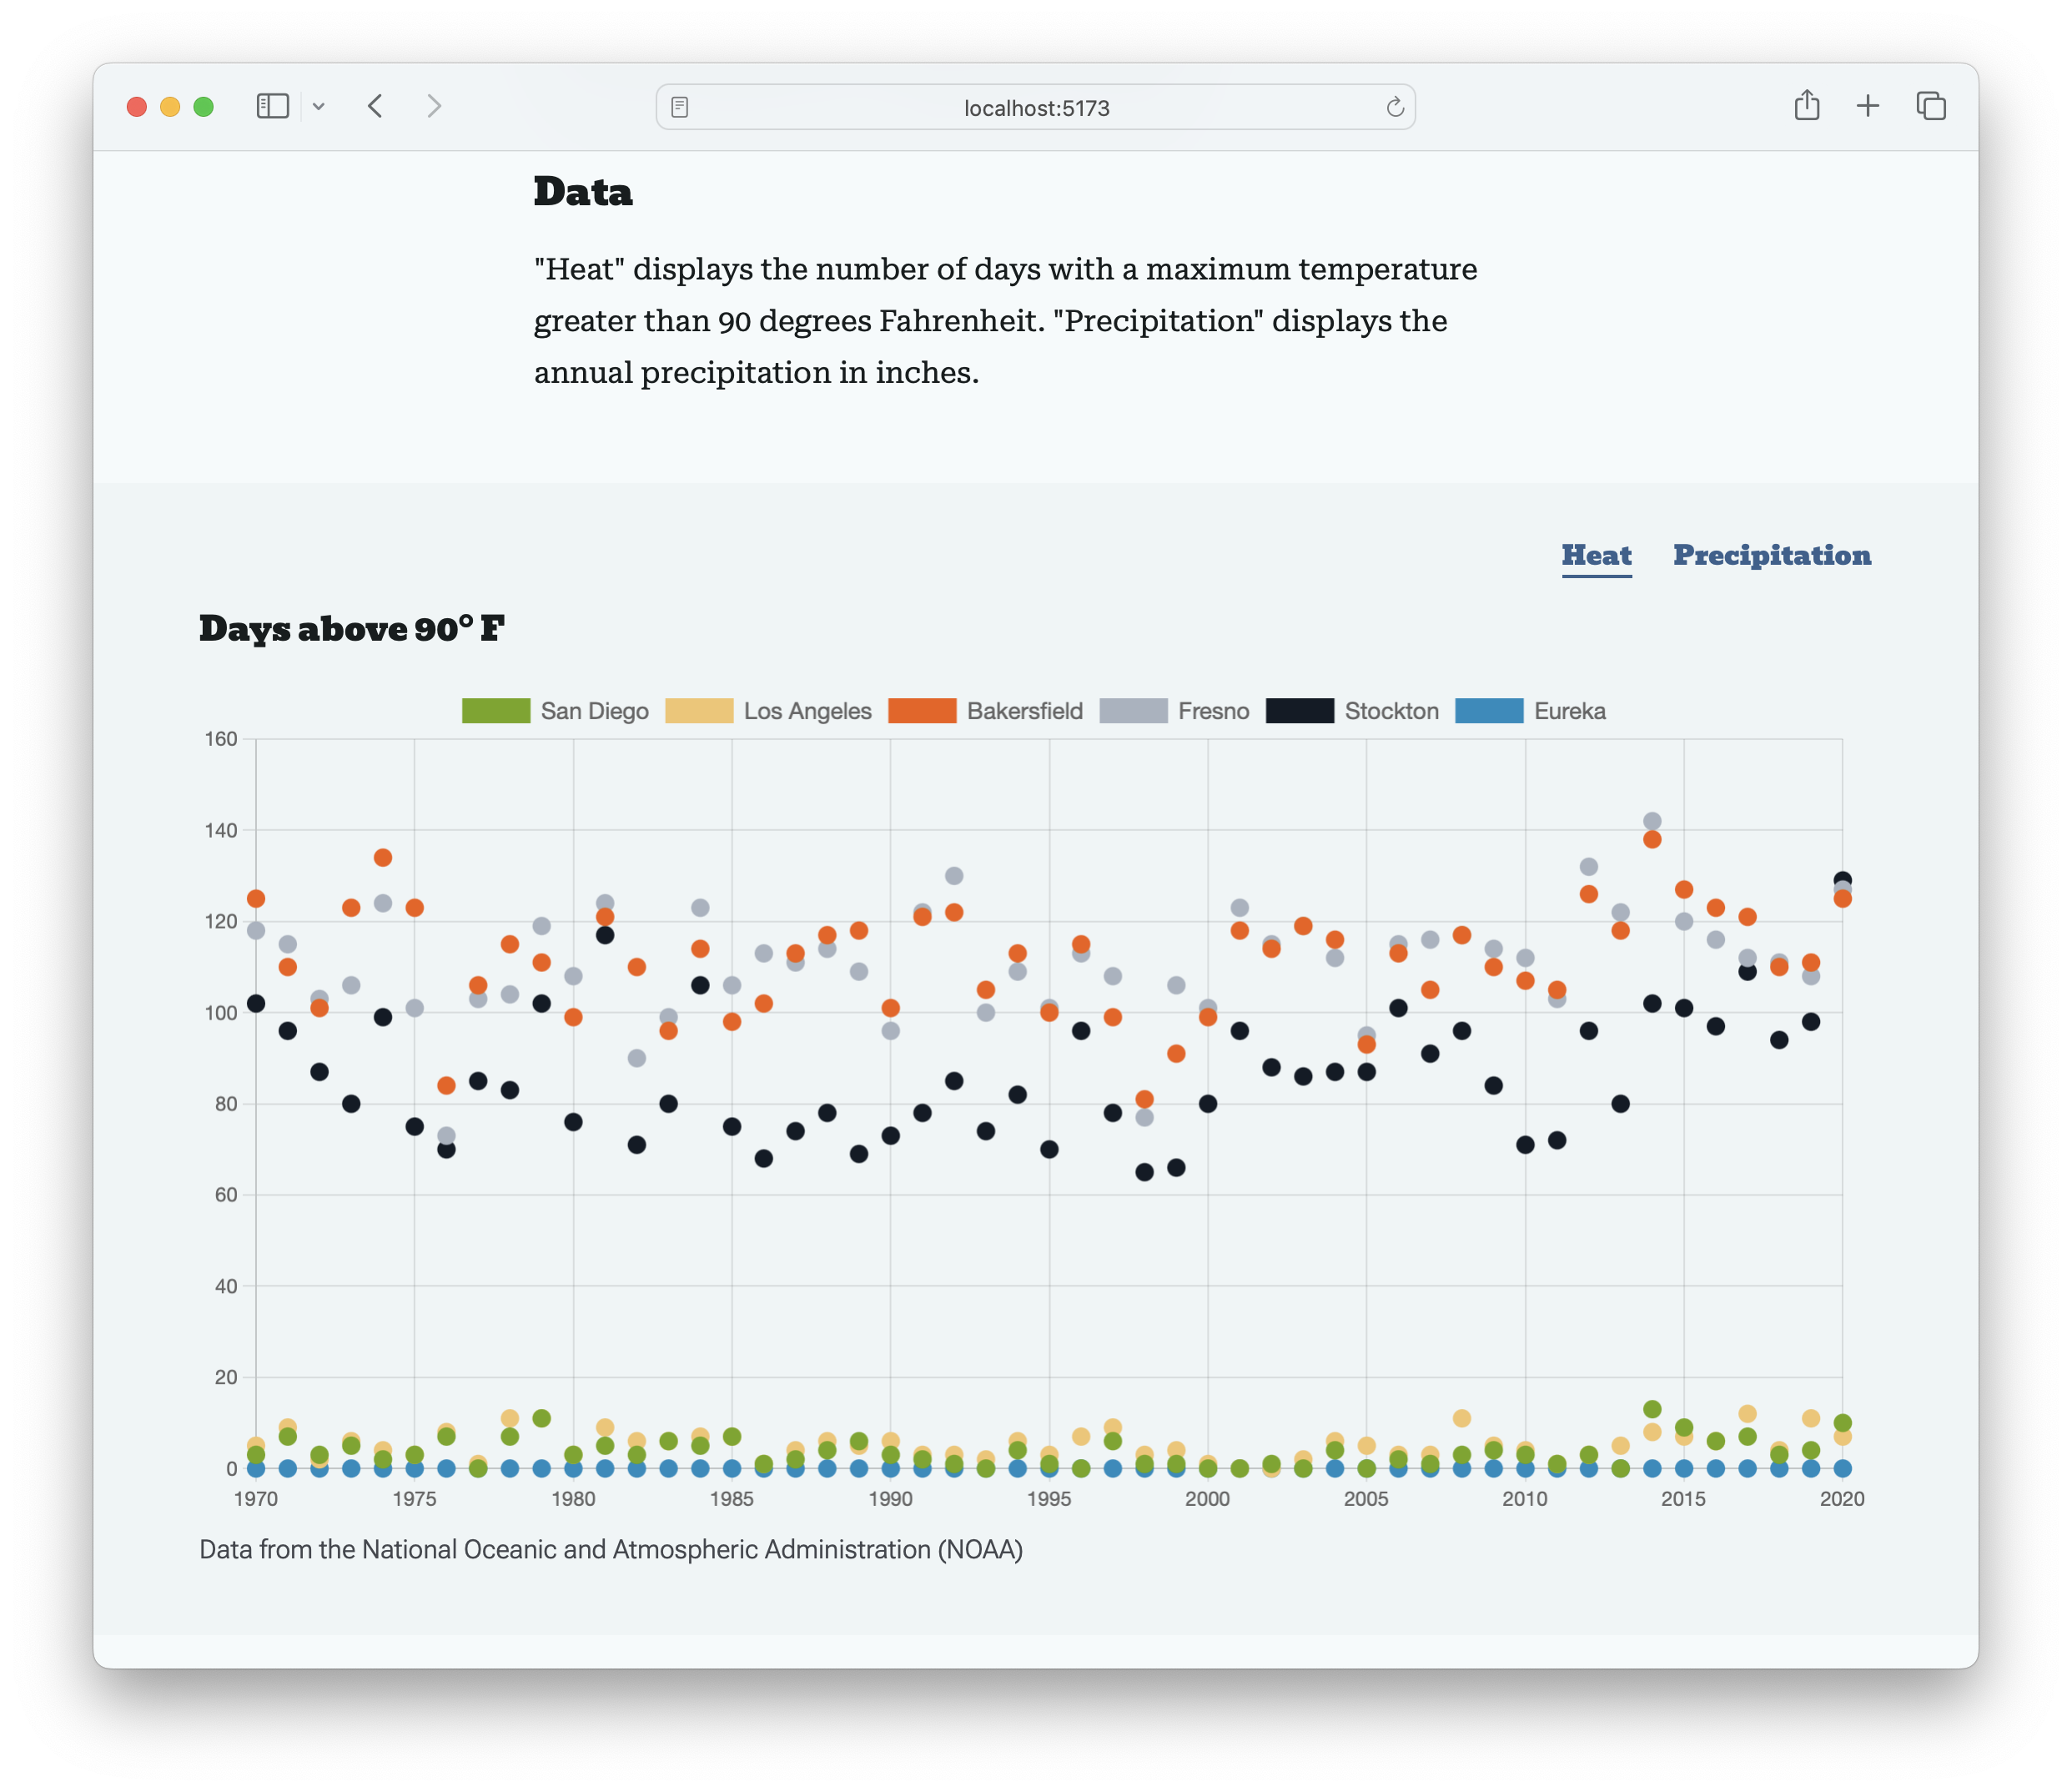 localhost:5173
Data
"Heat" displays the number of days with a maximum temperature
greater than 90 degrees Fahrenheit. "Precipitation" displays the
annual precipitation in inches.
Heat Precipitation
Days above 90° F
San Diego Los Angeles Bakersfield Fresno Stockton Eureka
160
140
120
100
80
60
40
20
0
1970 1975 1980 1985 1990 1995 2000 2005 2010 2015 2020
Data from the National Oceanic and Atmospheric Administration (NOAA)